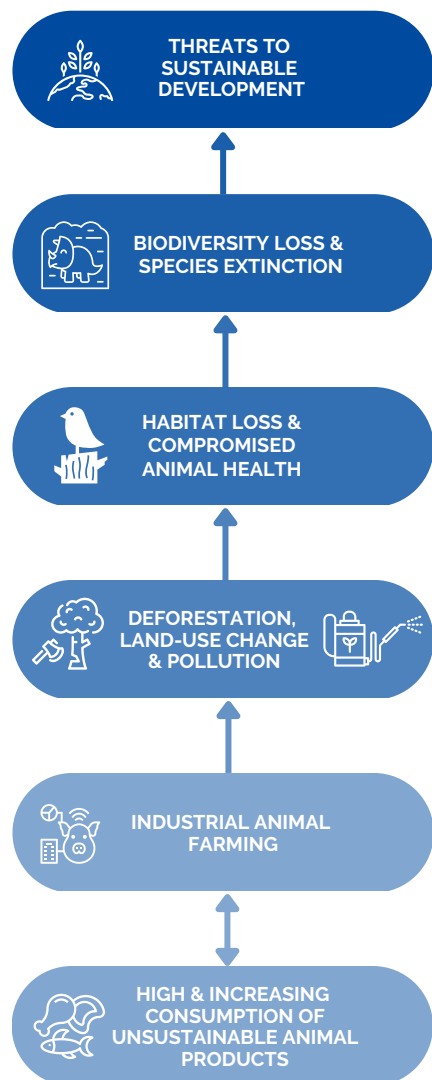 THREATS TO
SUSTAINABLE
DEVELOPMENT
BIODIVERSITY LOSS &
SPECIES EXTINCTION
HABITAT LOSS &
COMPROMISED
ANIMAL HEALTH
DEFORESTATION,
LAND-USE CHANGE
& POLLUTION
INDUSTRIAL ANIMAL
FARMING
HIGH & INCREASING
CONSUMPTION OF
UNSUSTAINABLE ANIMAL
PRODUCTS